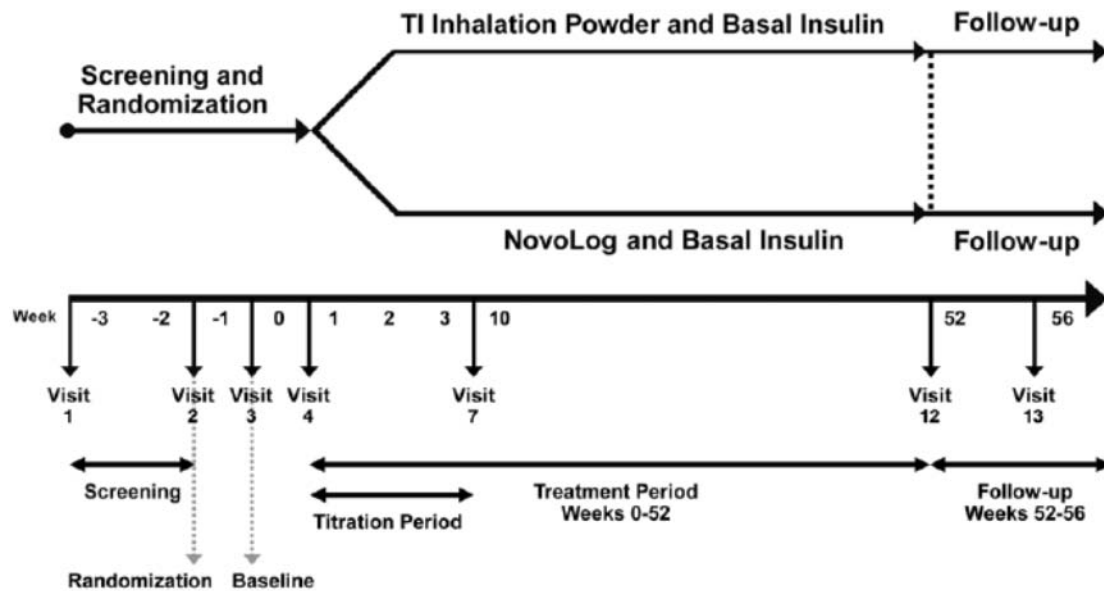 TI Inhalation Powder and Basal Insulin
Follow-up
Screening and
Randomization
NovoLog and Basal Insulin
Follow-up
Week -3 -2 -1 0 1 2 3 10 52 56
Visit 1
Visit 2
Visit 3
Visit 4
Visit 7
Visit 12
Visit 13
Screening
Treatment Period
Weeks 0-52
Follow-up
Weeks 52-56
Titration Period
Randomization
Baseline